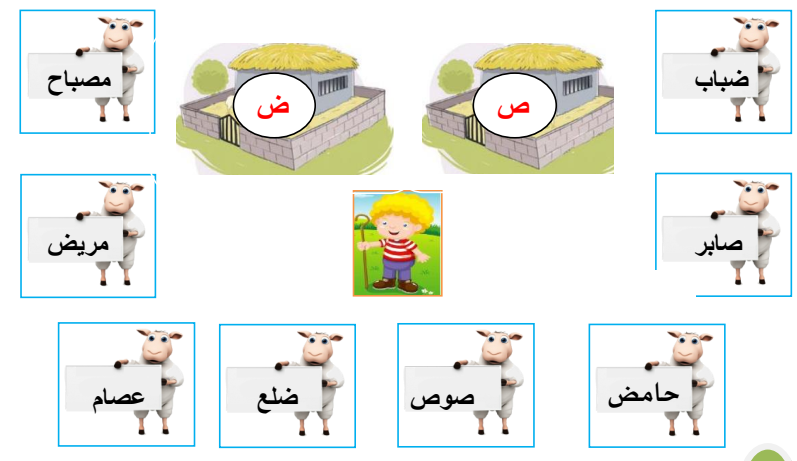 ضباب
ص
ض
مصباح
صابر
مريض
حامض
صوص
ضلع
عصام